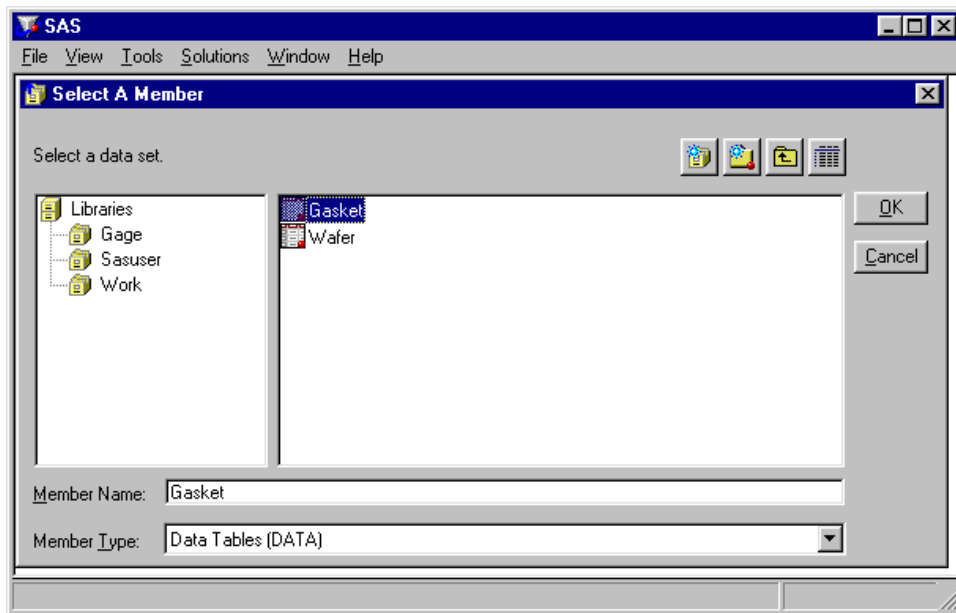 SAS
File View Tools Solutions Window Help
Select A Member
Select a data set.
Libraries
Gage
Sasuser
Work
Gasket
Wafer
OK
Cancel
Member Name: Gasket
Member Type: Data Tables (DATA)